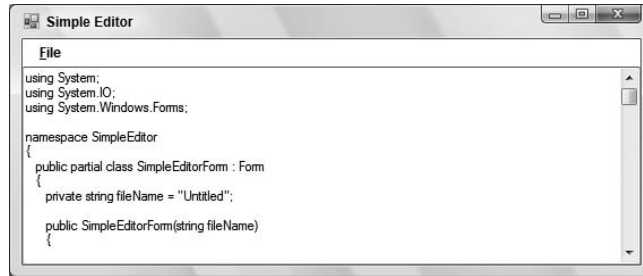 Simple Editor
File
using System;
using System.IO;
using System.Windows.Forms;
namespace SimpleEditor
{
public partial class SimpleEditorForm : Form
{
private string fileName = "Untitled";
public SimpleEditorForm(string fileName)
{